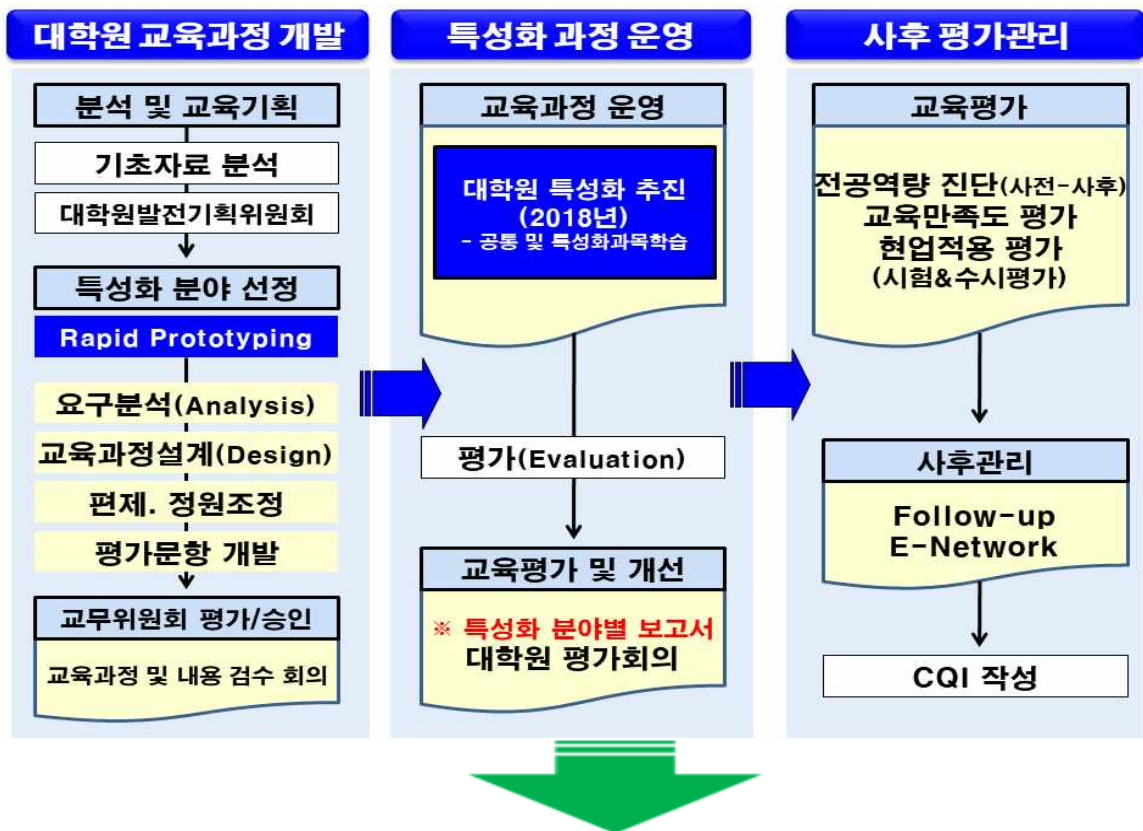 대학원 교육과정 개발
분석 및 교육기획
기초자료 분석
대학원발전기획위원회
특성화 분야 선정
Rapid Prototyping
요구분석(Analysis)
교육과정설계(Design)
편제. 정원조정
평가문항 개발
교무위원회 평가/승인
교육과정 및 내용 검수 회의
특성화 과정 운영
교육과정 운영
대학원 특성화 추진
(2018년)
- 공통 및 특성화과목학습
평가(Evaluation)
교육평가 및 개선
※ 특성화 분야별 보고서
대학원 평가회의
사후 평가관리
교육평가
전공역량 진단(사전-사후)
교육만족도 평가
현업적용 평가
(시험&수시평가)
사후관리
Follow-up
E-Network
CQI 작성